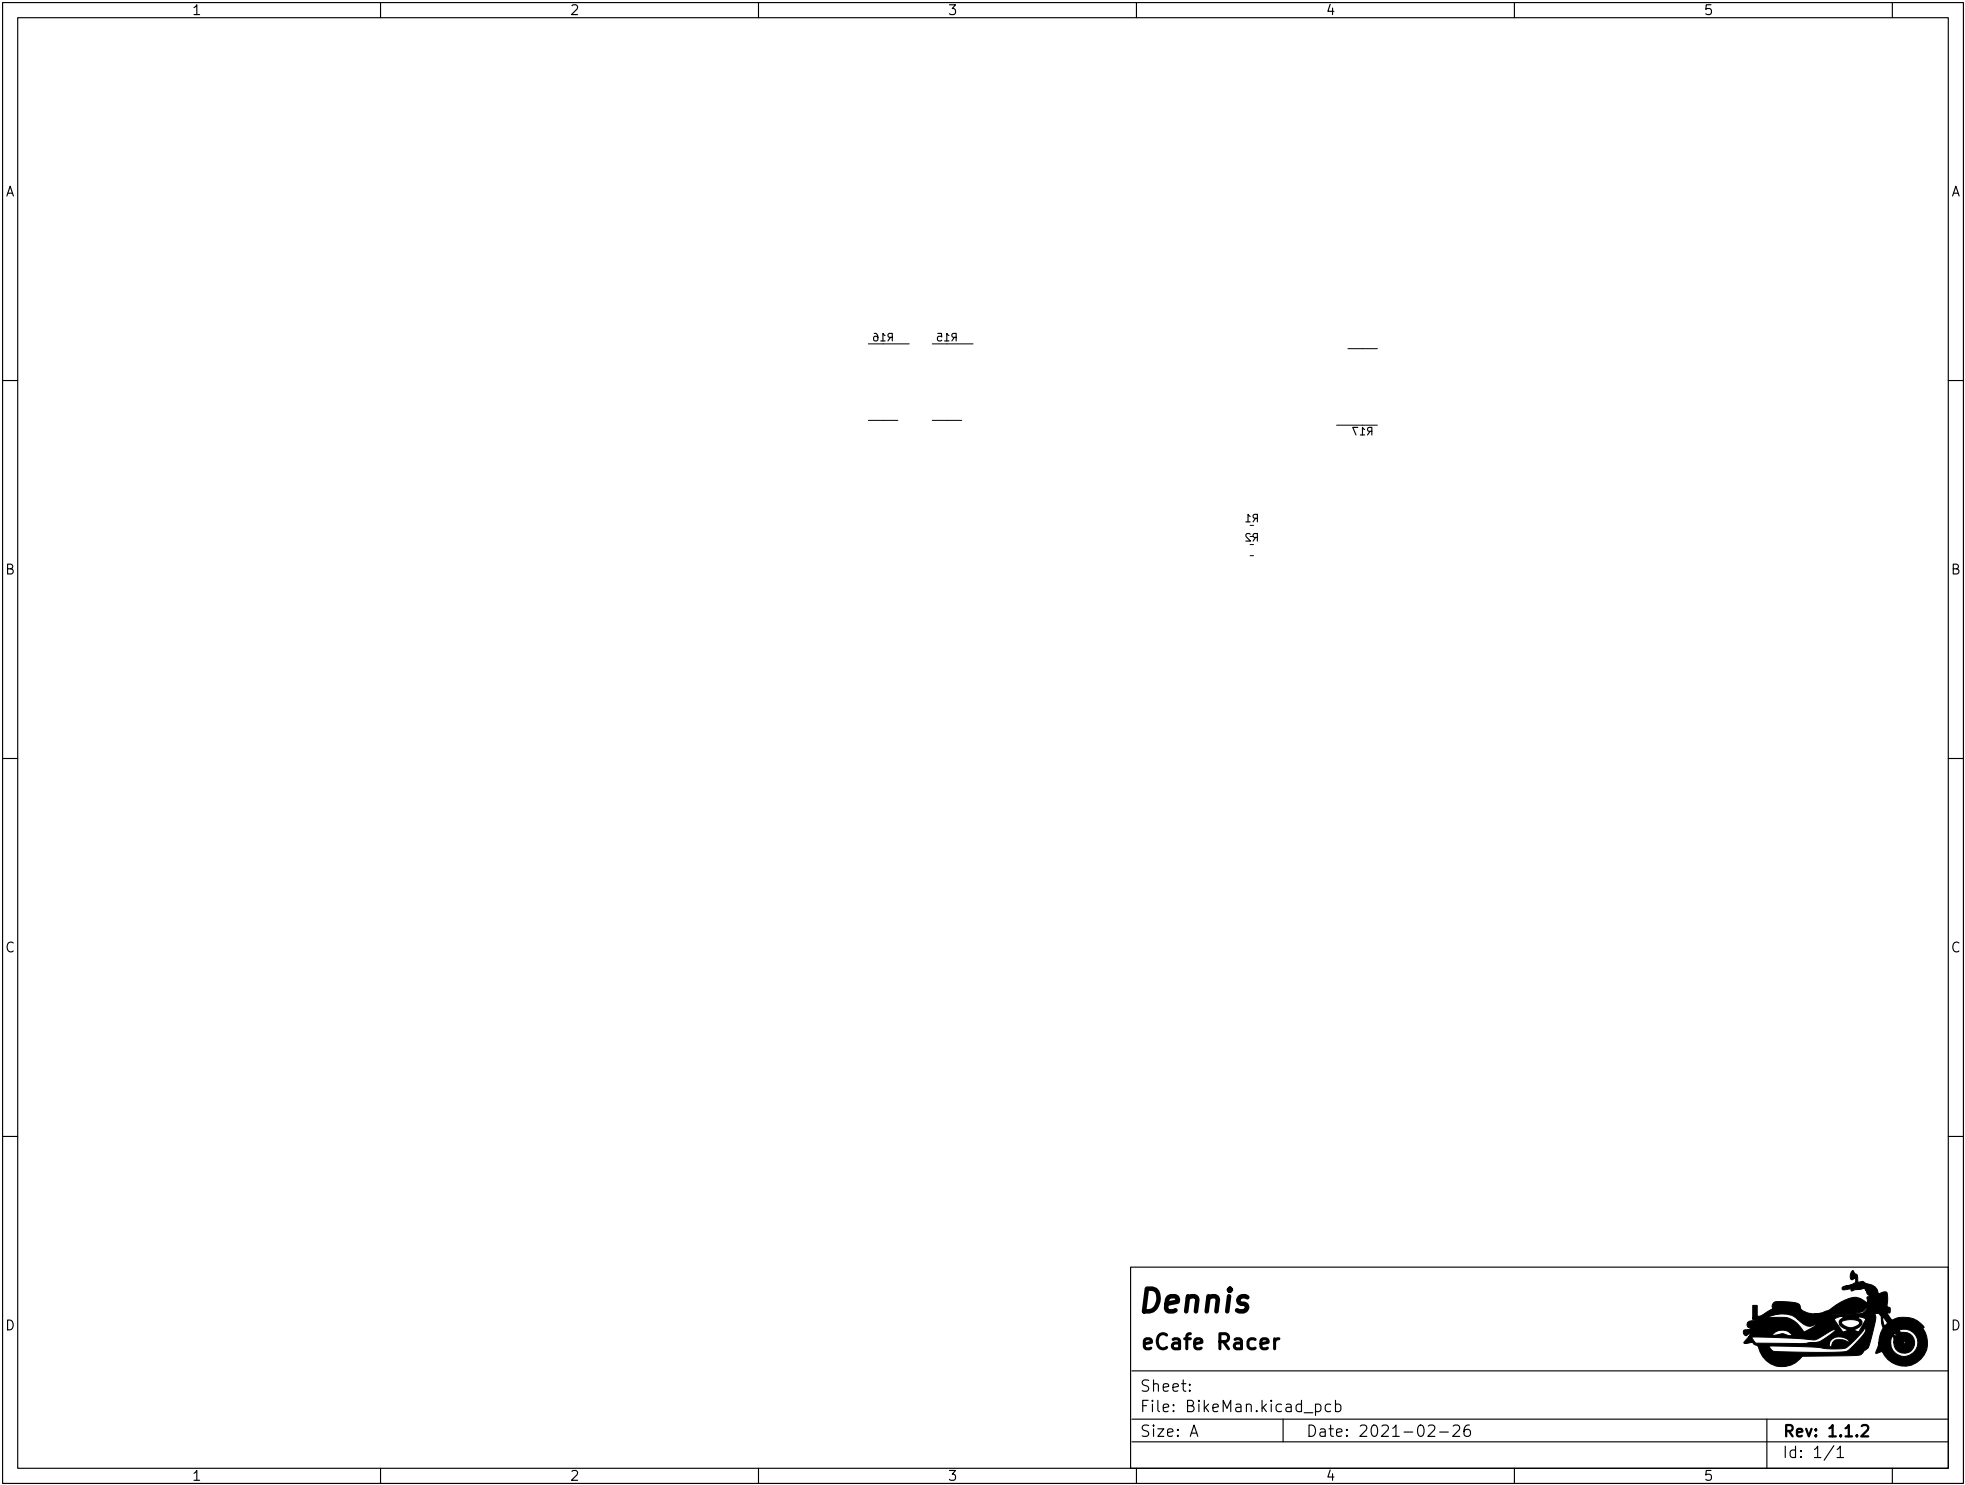 1 2 3 4 5
A A
R16 R15
R17
R1
R2
B B
C C
Dennis
D D
eCafe Racer
Sheet:
File: BikeMan.kicad_pcb
Size: A Date: 2021-02-26 Rev: 1.1.2
Id: 1/1
1 2 3 4 5